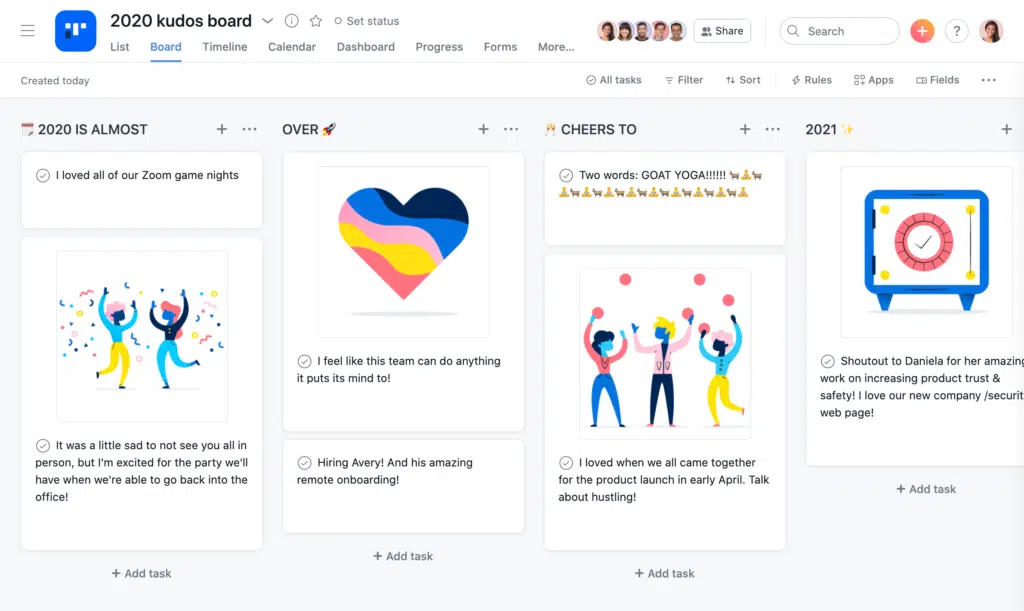 2020 kudos board
Set status
List Board Timeline Calendar Dashboard Progress Forms More...
Share
Search
?
Created today
All tasks Filter Sort Rules Apps Fields
2020 IS ALMOST
I loved all of our Zoom game nights
It was a little sad to not see you all in
person, but I'm excited for the party we'll
have when we're able to go back into the
office!
+ Add task
OVER 🚀
I feel like this team can do anything
it puts its mind to!
Hiring Avery! And his amazing
remote onboarding!
+ Add task
🥂 CHEERS TO
Two words: GOAT YOGA!!!!!! 🐐🧘🐐
🧘🐐🧘🐐🧘🐐🧘🐐🧘🐐🧘🐐🧘🐐🧘
I loved when we all came together
for the product launch in early April. Talk
about hustling!
+ Add task
2021 ✨
Shoutout to Daniela for her amazing
work on increasing product trust &
safety! I love our new company /securit
web page!
+ Add task